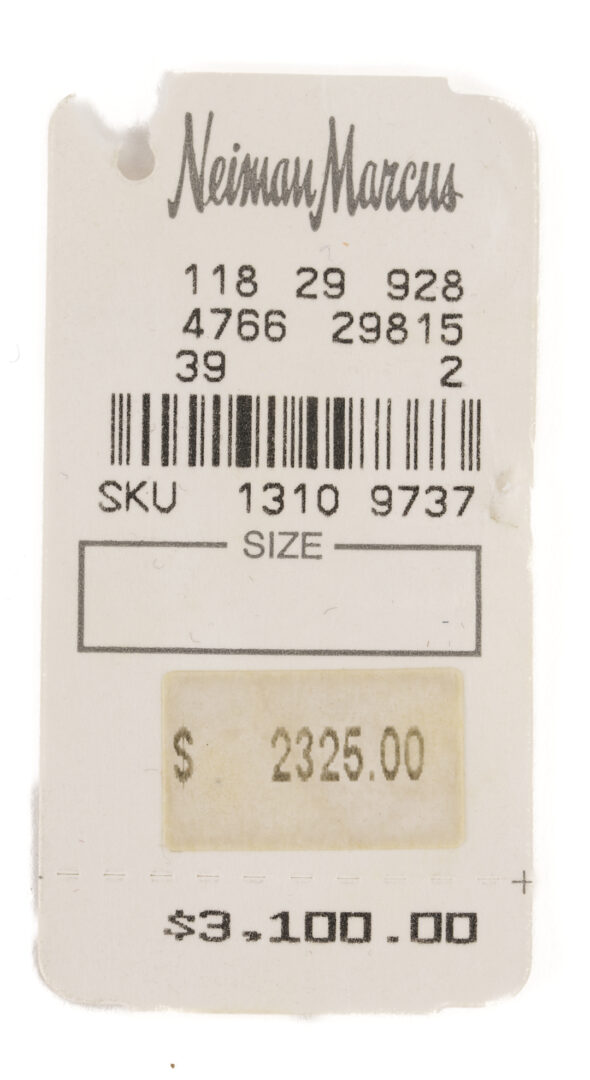 Neiman Marcus
118 29 928
4766 29815
39 2
SKU 1310 9737
SIZE
$ 2325.00
$3,100.00